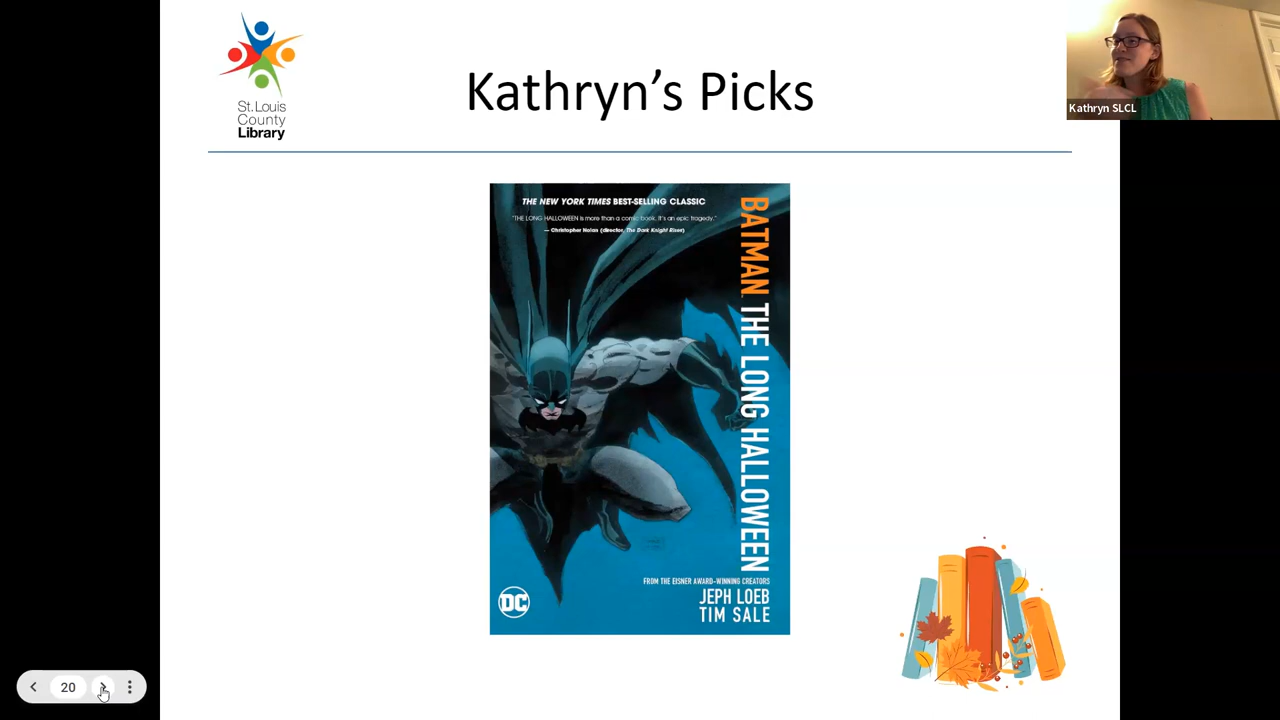 St. Louis
County
Library
Kathryn's Picks
Kathryn SLCL
THE NEW YORK TIMES BEST-SELLING CLASSIC
"THE LONG HALLOWEEN is more than a comic book. It's an epic tragedy."
— Christopher Nolan (director, The Dark Knight Rises)
BATMAN THE LONG HALLOWEEN
FROM THE EISNER AWARD-WINNING CREATORS
JEPH LOEB
TIM SALE
DC
20